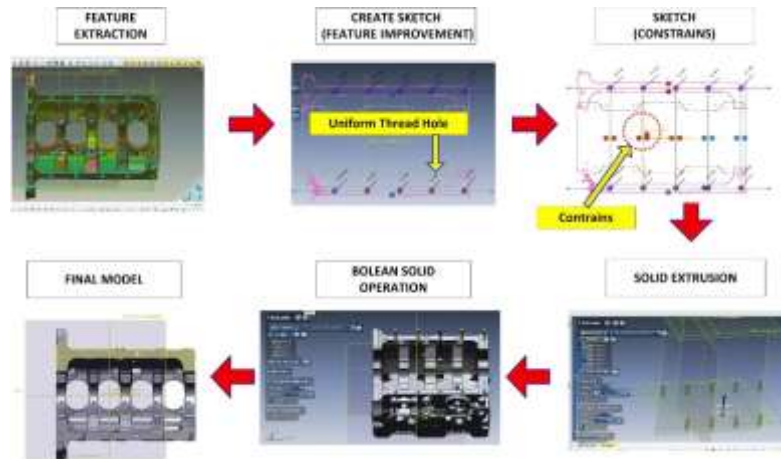 FEATURE
EXTRACTION
CREATE SKETCH
(FEATURE IMPROVEMENT)
SKETCH
(CONSTRAINS)
Uniform Thread Hole
Contrains
FINAL MODEL
BOLEAN SOLID
OPERATION
SOLID EXTRUSION